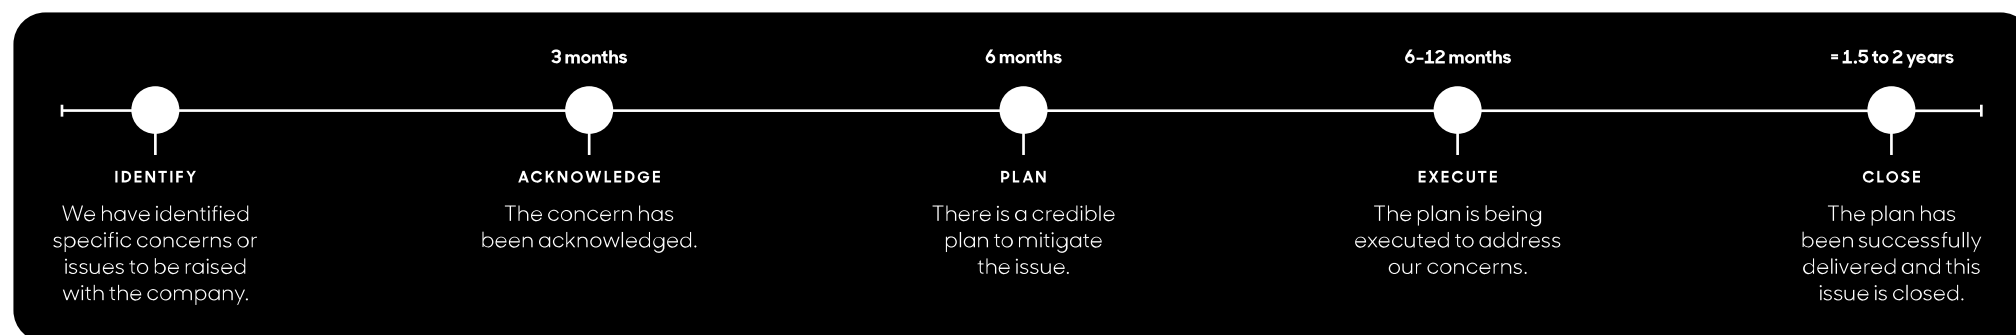 3 months
6 months
6-12 months
= 1.5 to 2 years
IDENTIFY
We have identified
specific concerns or
issues to be raised
with the company.
ACKNOWLEDGE
The concern has
been acknowledged.
PLAN
There is a credible
plan to mitigate
the issue.
EXECUTE
The plan is being
executed to address
our concerns.
CLOSE
The plan has
been successfully
delivered and this
issue is closed.